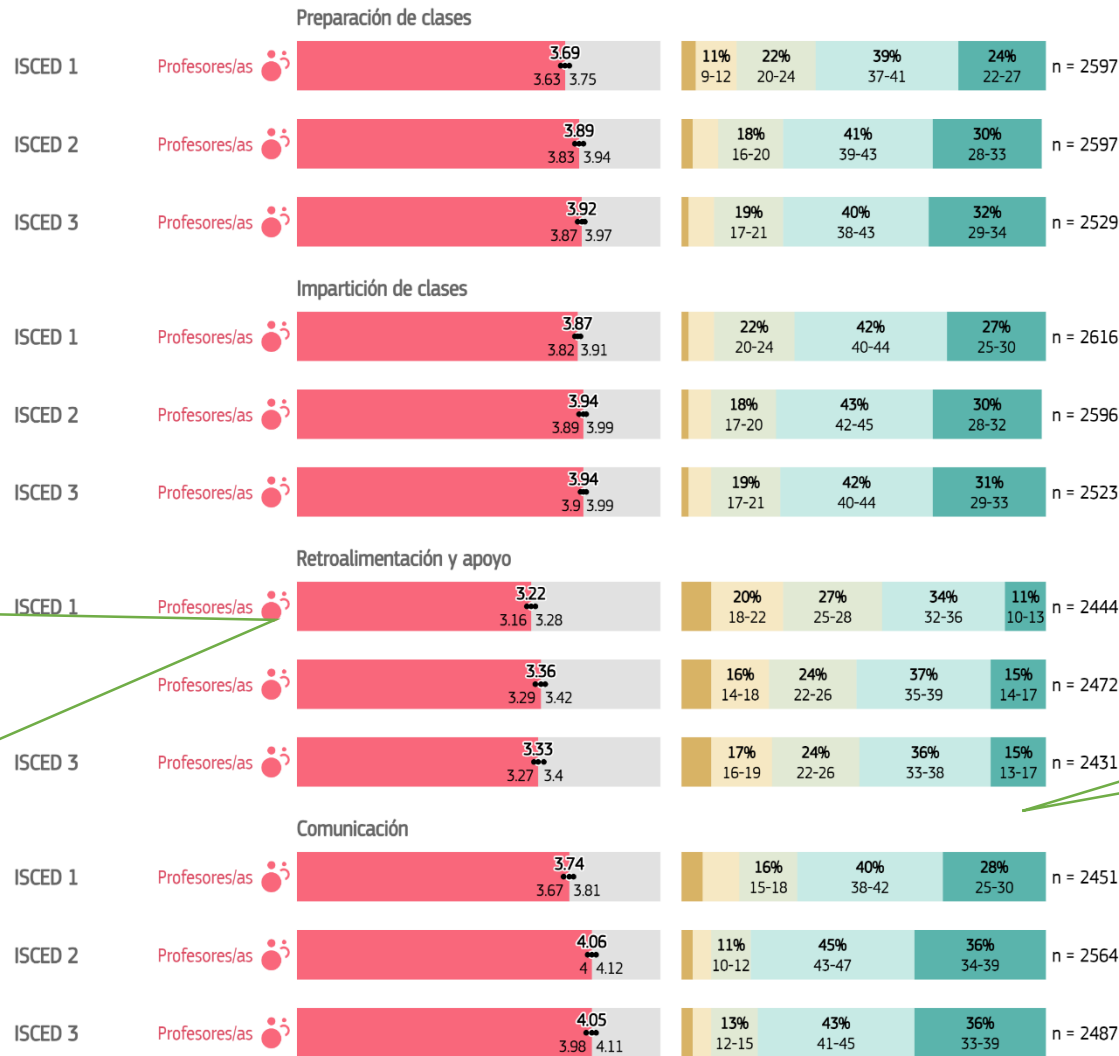 Preparación de clases
ISCED 1 Profesores/as 3.69 11% 22% 39% 24% n = 2597
3.63 3.75 9-12 20-24 37-41 22-27
ISCED 2 Profesores/as 3.89 18% 41% 30% n = 2597
3.83 3.94 16-20 39-43 28-33
ISCED 3 Profesores/as 3.92 19% 40% 32% n = 2529
3.87 3.97 17-21 38-43 29-34
Impartición de clases
ISCED 1 Profesores/as 3.87 22% 42% 27% n = 2616
3.82 3.91 20-24 40-44 25-30
ISCED 2 Profesores/as 3.94 18% 43% 30% n = 2596
3.89 3.99 17-20 42-45 28-32
ISCED 3 Profesores/as 3.94 19% 42% 31% n = 2523
3.9 3.99 17-21 40-44 29-33
Retroalimentación y apoyo
ISCED 1 Profesores/as 3.22 20% 27% 34% 11% n = 2444
3.16 3.28 18-22 25-28 32-36 10-13
Profesores/as 3.36 16% 24% 37% 15% n = 2472
3.29 3.42 14-18 22-26 35-39 14-17
ISCED 3 Profesores/as 3.33 17% 24% 36% 15% n = 2431
3.27 3.4 16-19 22-26 33-38 13-17
Comunicación
ISCED 1 Profesores/as 3.74 16% 40% 28% n = 2451
3.67 3.81 15-18 38-42 25-30
ISCED 2 Profesores/as 4.06 11% 45% 36% n = 2564
4 4.12 10-12 43-47 34-39
ISCED 3 Profesores/as 4.05 13% 43% 36% n = 2487
3.98 4.11 12-15 41-45 33-39